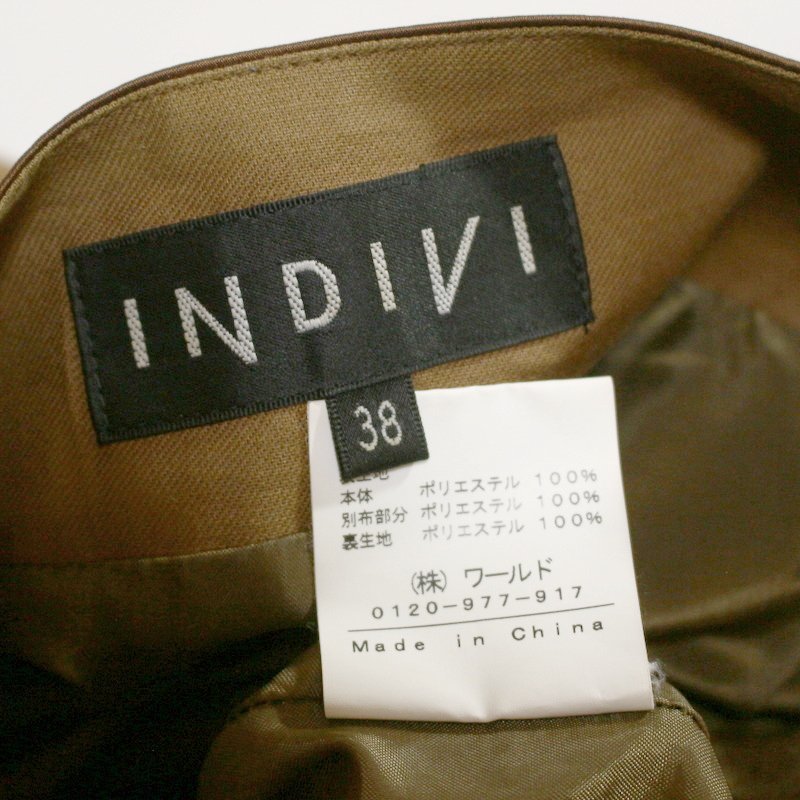 INDIVI
38
本体 ポリエステル 100%
別布部分 ポリエステル 100%
裏生地 ポリエステル 100%
(株) ワールド
0120-977-917
Made in China